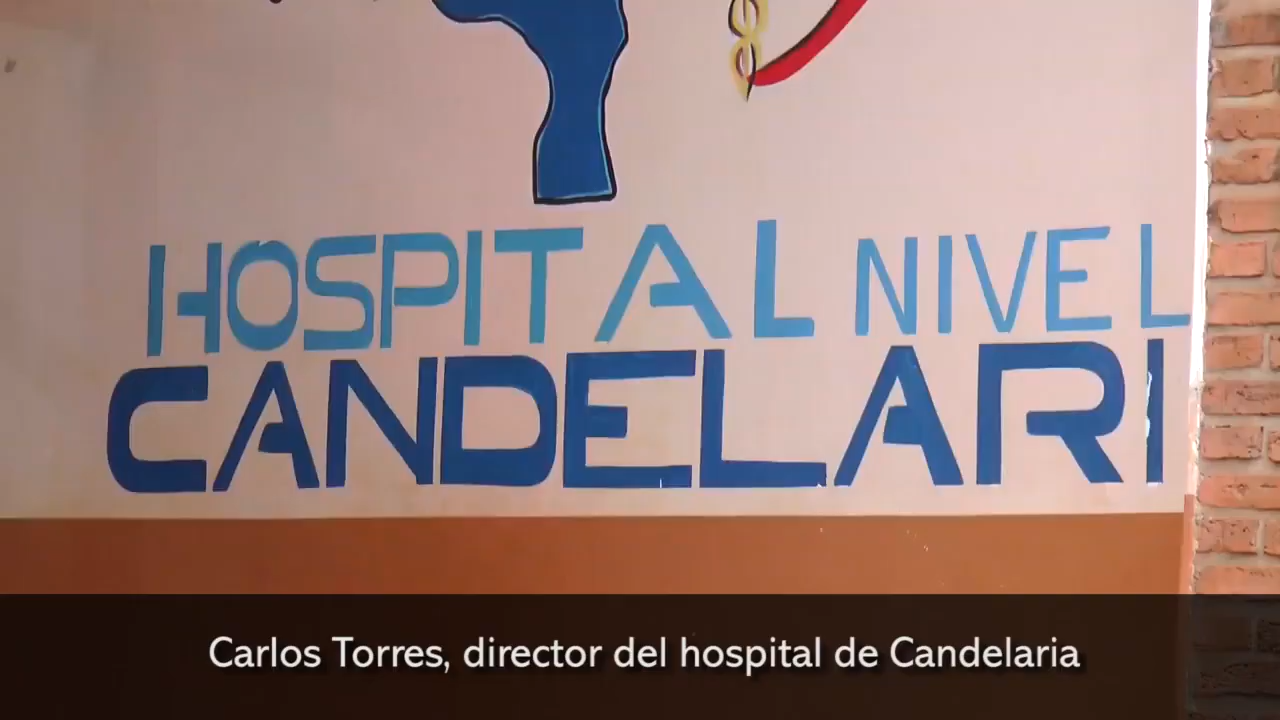 HOSPITAL NIVEL
CANDELARI
Carlos Torres, director del hospital de Candelaria